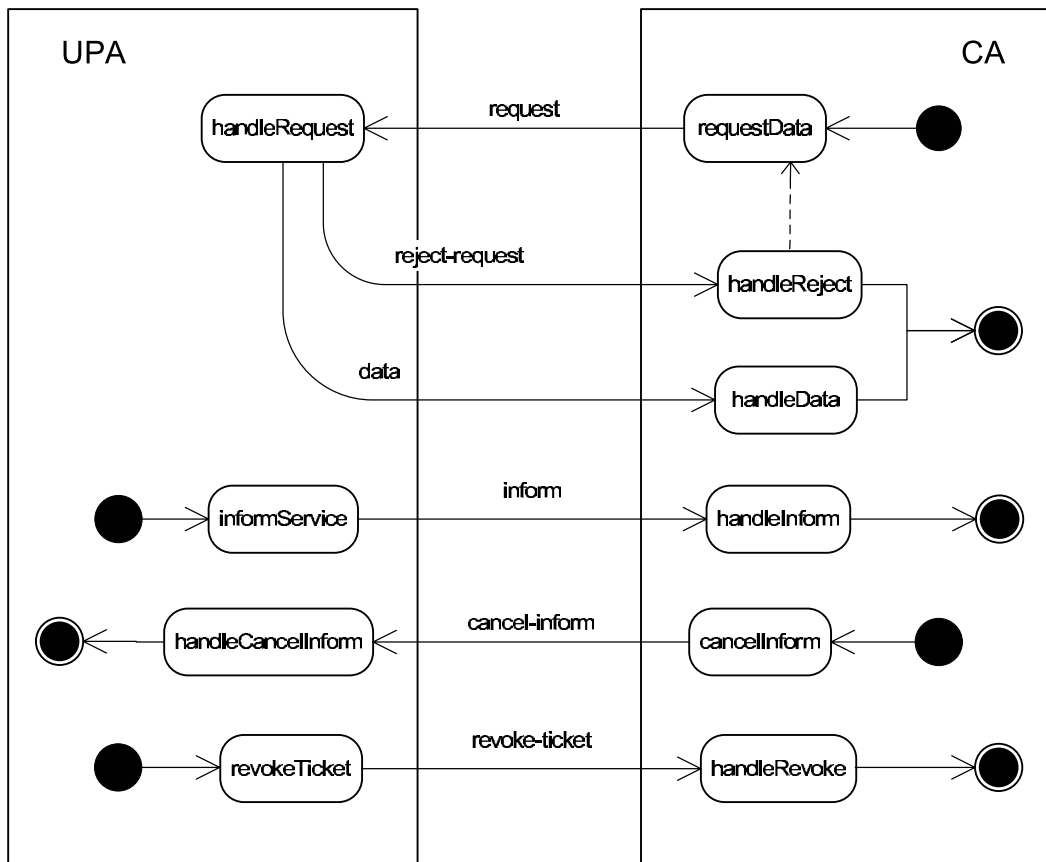 UPA
CA
request
handleRequest
requestData
reject-request
handleReject
data
handleData
inform
informService
handleInform
cancel-inform
handleCancelInform
cancelInform
revoke-ticket
revokeTicket
handleRevoke